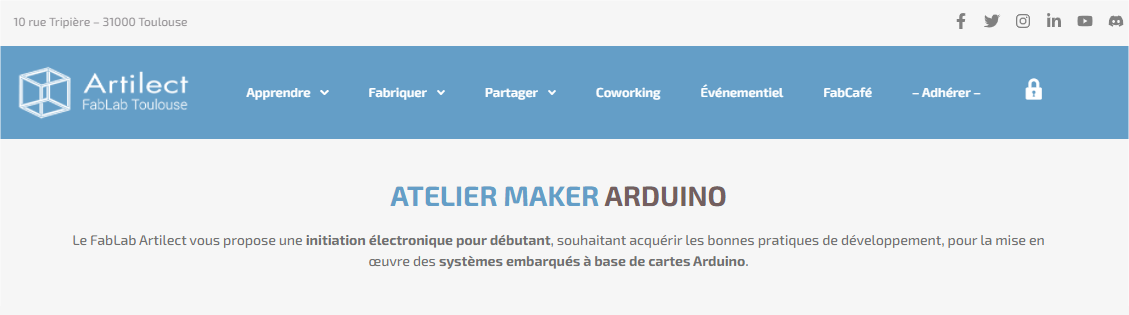 10 rue Tripière – 31000 Toulouse
Artilect
FabLab Toulouse
Apprendre Fabriquer Partager Coworking Événementiel FabCafé – Adhérer –
ATELIER MAKER ARDUINO
Le FabLab Artilect vous propose une initiation électronique pour débutant, souhaitant acquérir les bonnes pratiques de développement, pour la mise en
œuvre des systèmes embarqués à base de cartes Arduino.